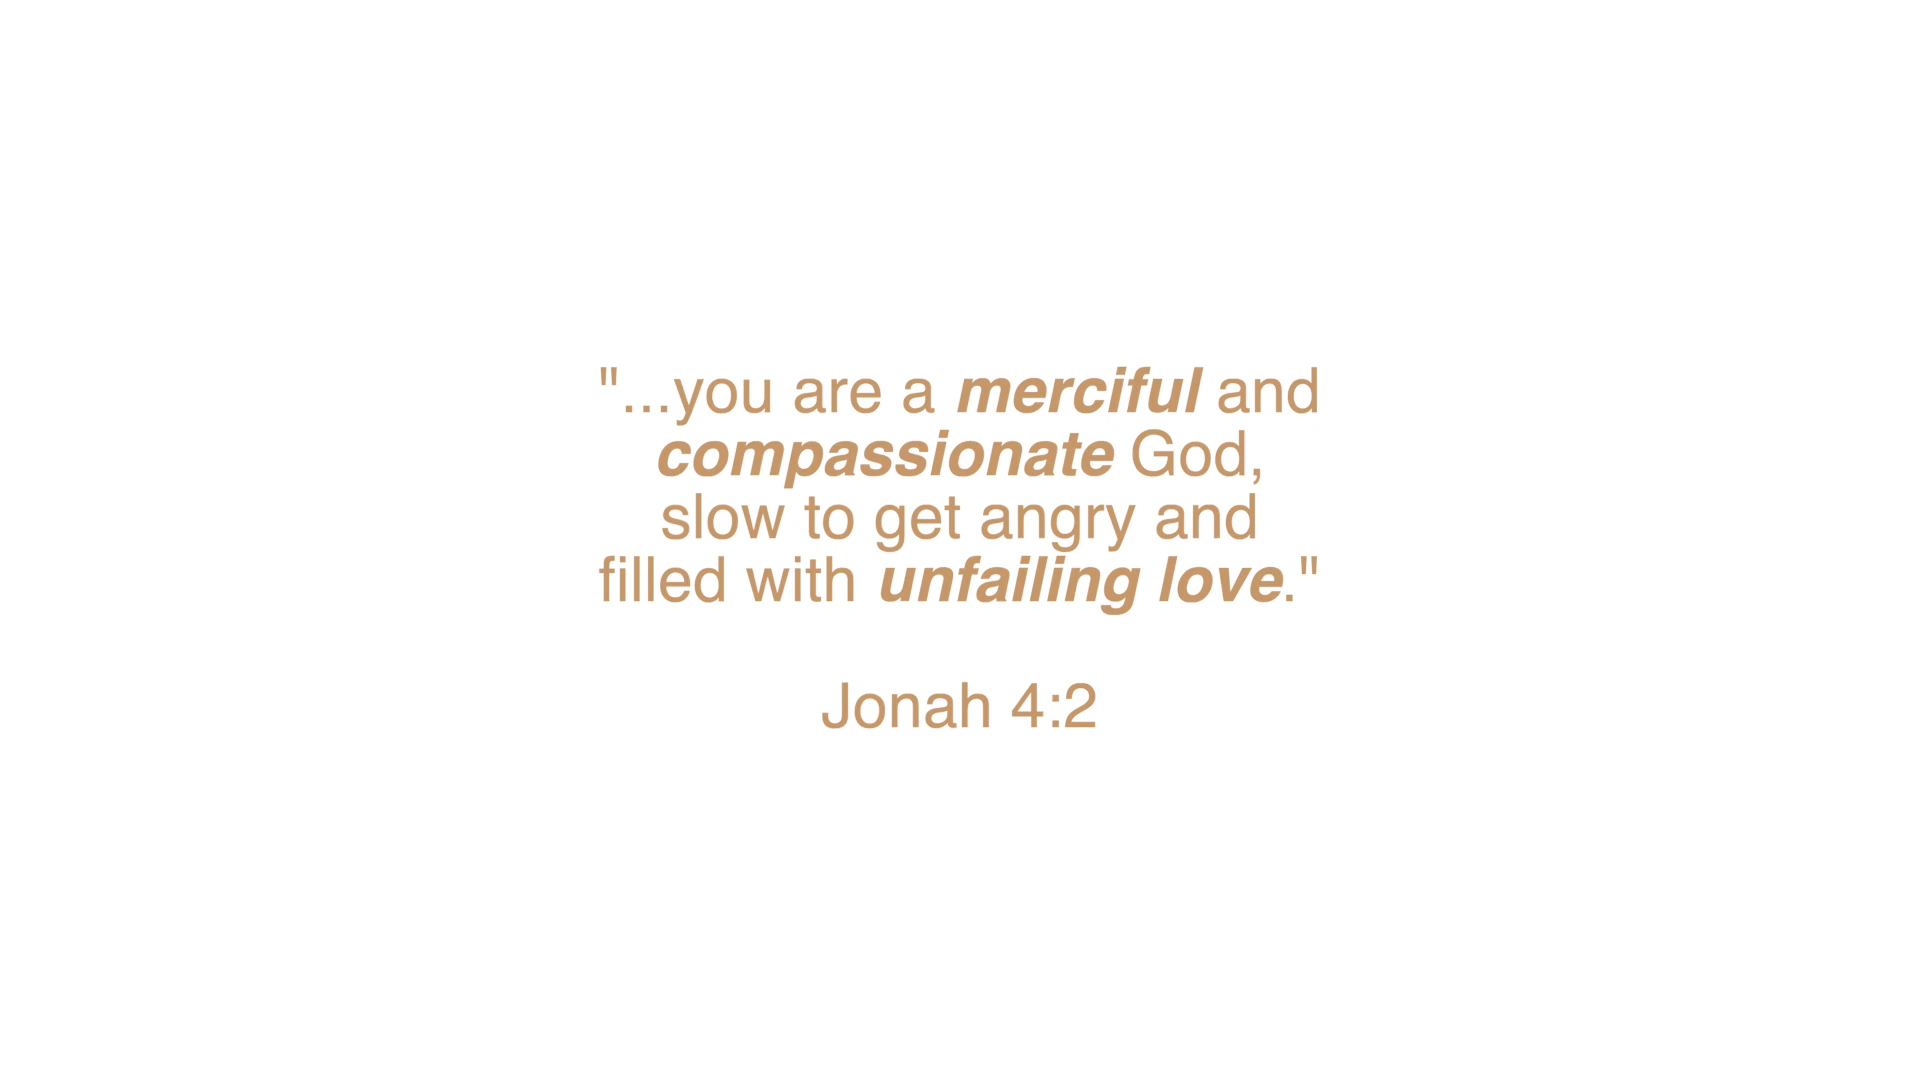 "...you are a merciful and
compassionate God,
slow to get angry and
filled with unfailing love."
Jonah 4:2